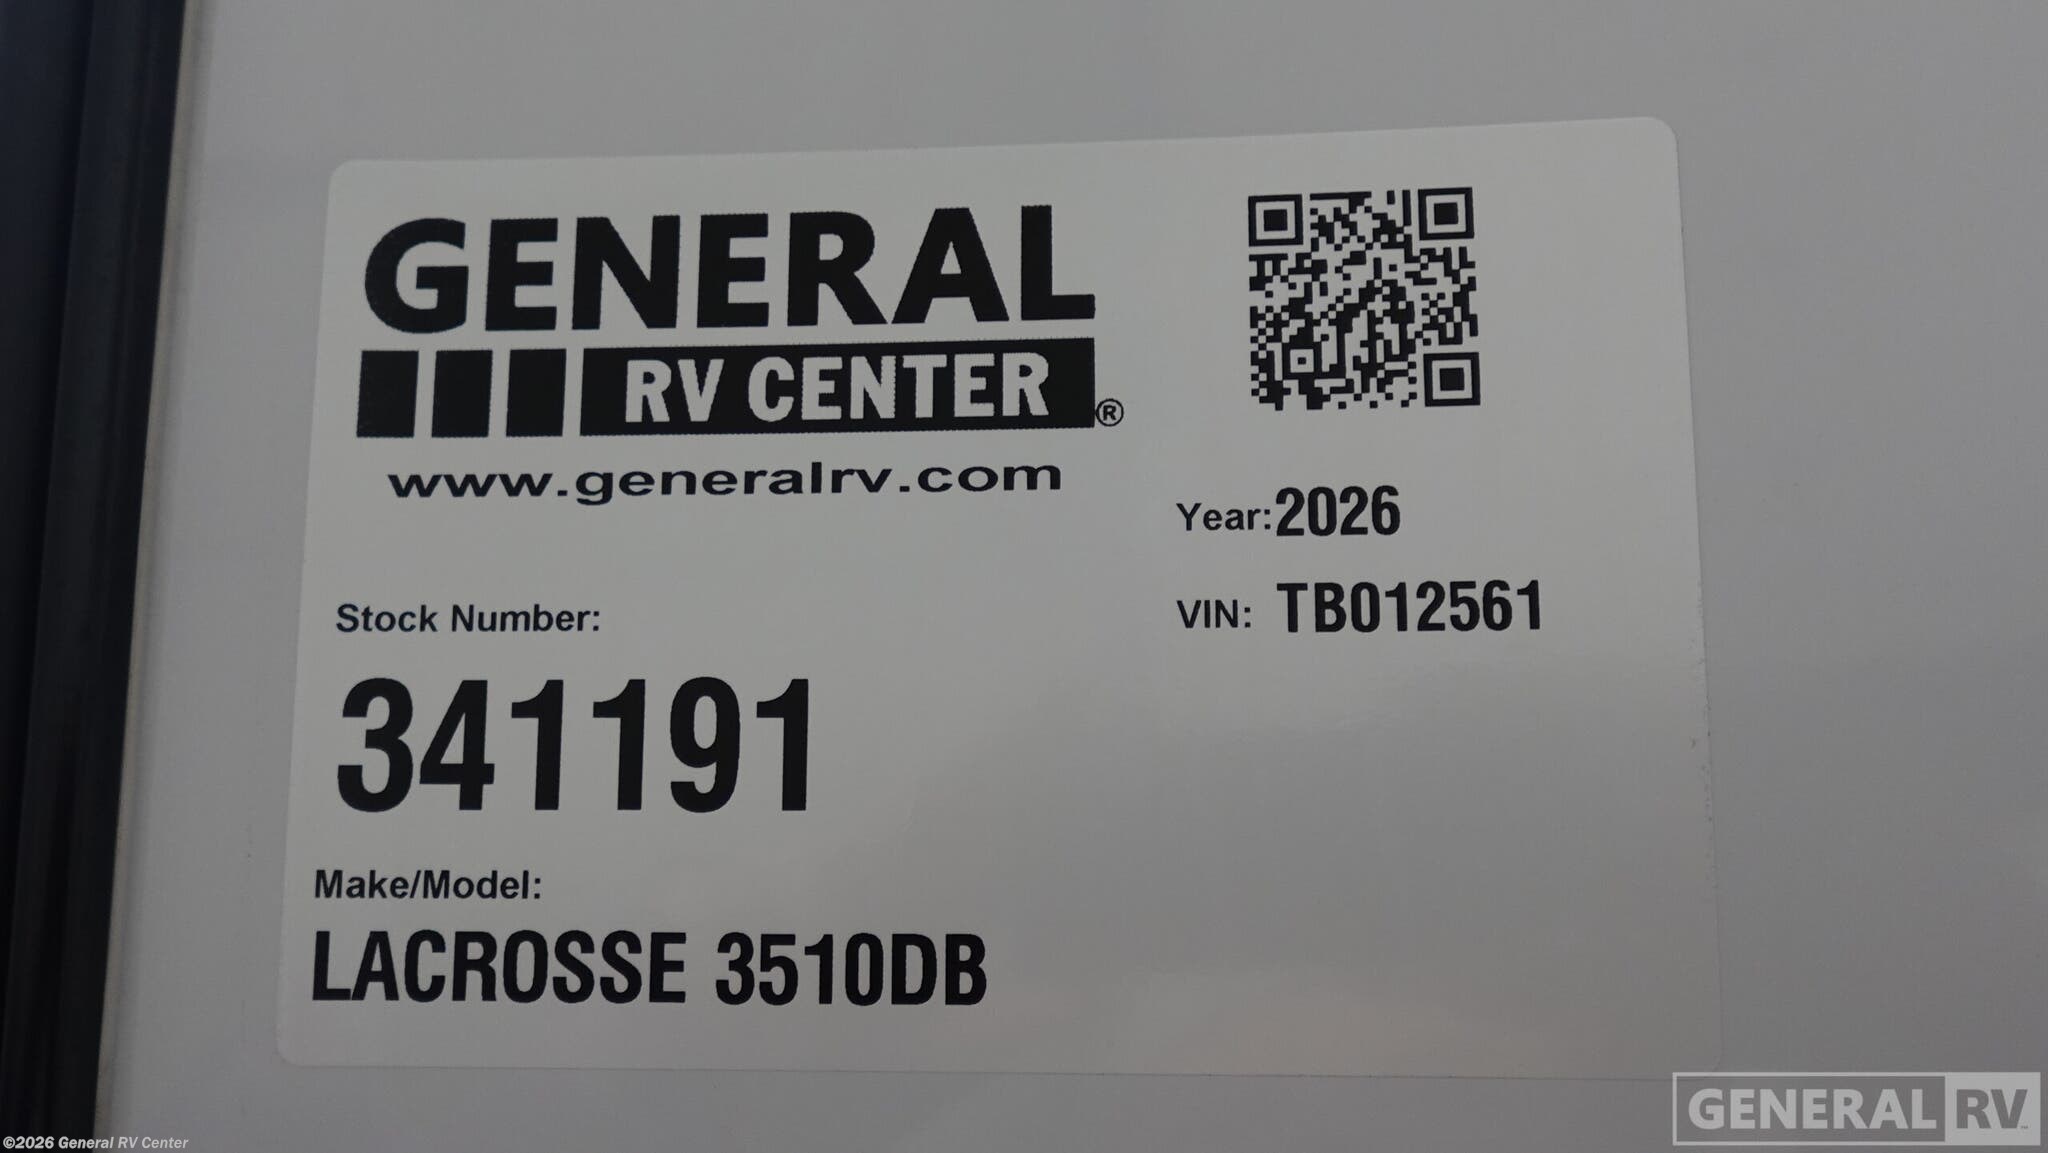 GENERAL
RV CENTER®
www.generalrv.com
Year: 2026
VIN: TB012561
Stock Number:
341191
Make/Model:
LACROSSE 3510DB
GENERAL RV™
©2026 General RV Center